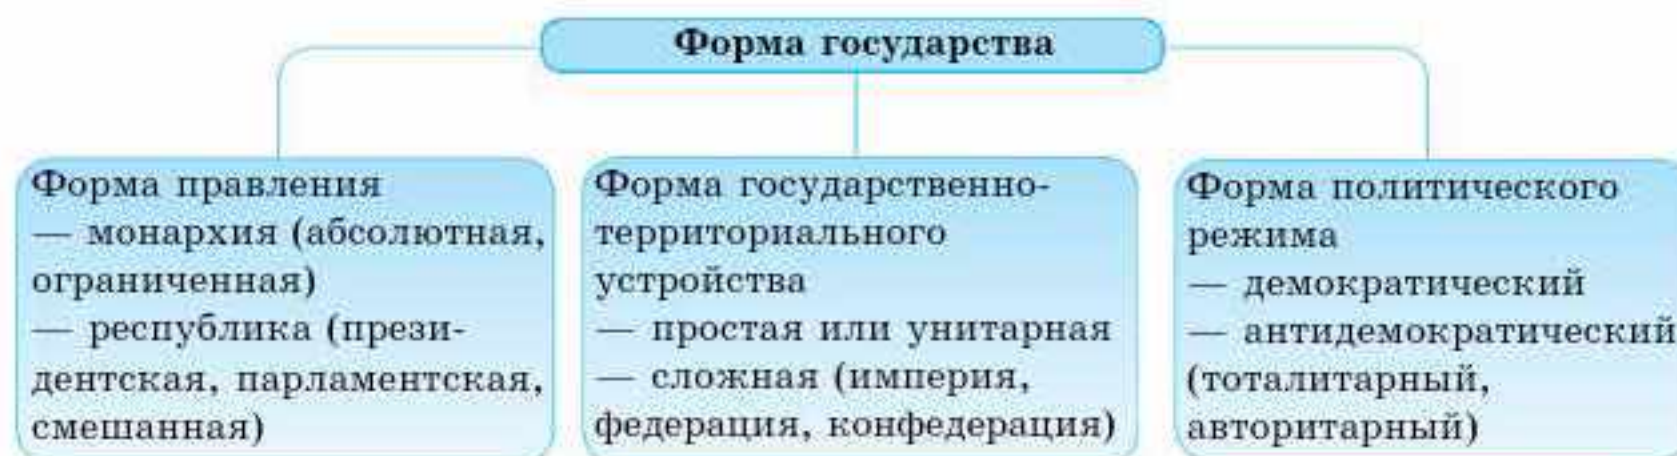 Форма государства
Форма правления
— монархия (абсолютная,
ограниченная)
— республика (прези-
дентская, парламентская,
смешанная)
Форма государственно-
территориального
устройства
— простая или унитарная
— сложная (империя,
федерация, конфедерация)
Форма политического
режима
— демократический
— антидемократический
(тоталитарный,
авторитарный)